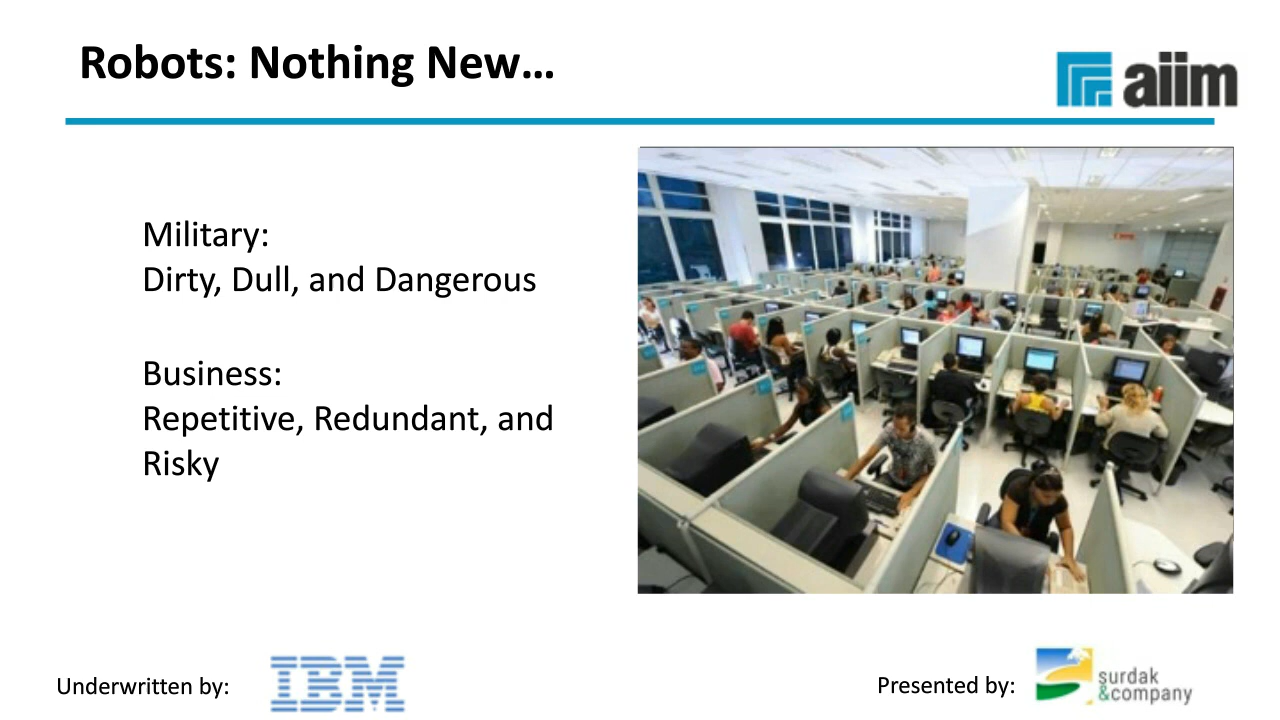 Robots: Nothing New…
aiim
Military:
Dirty, Dull, and Dangerous
Business:
Repetitive, Redundant, and
Risky
Underwritten by:
IBM
Presented by:
surdak
&company